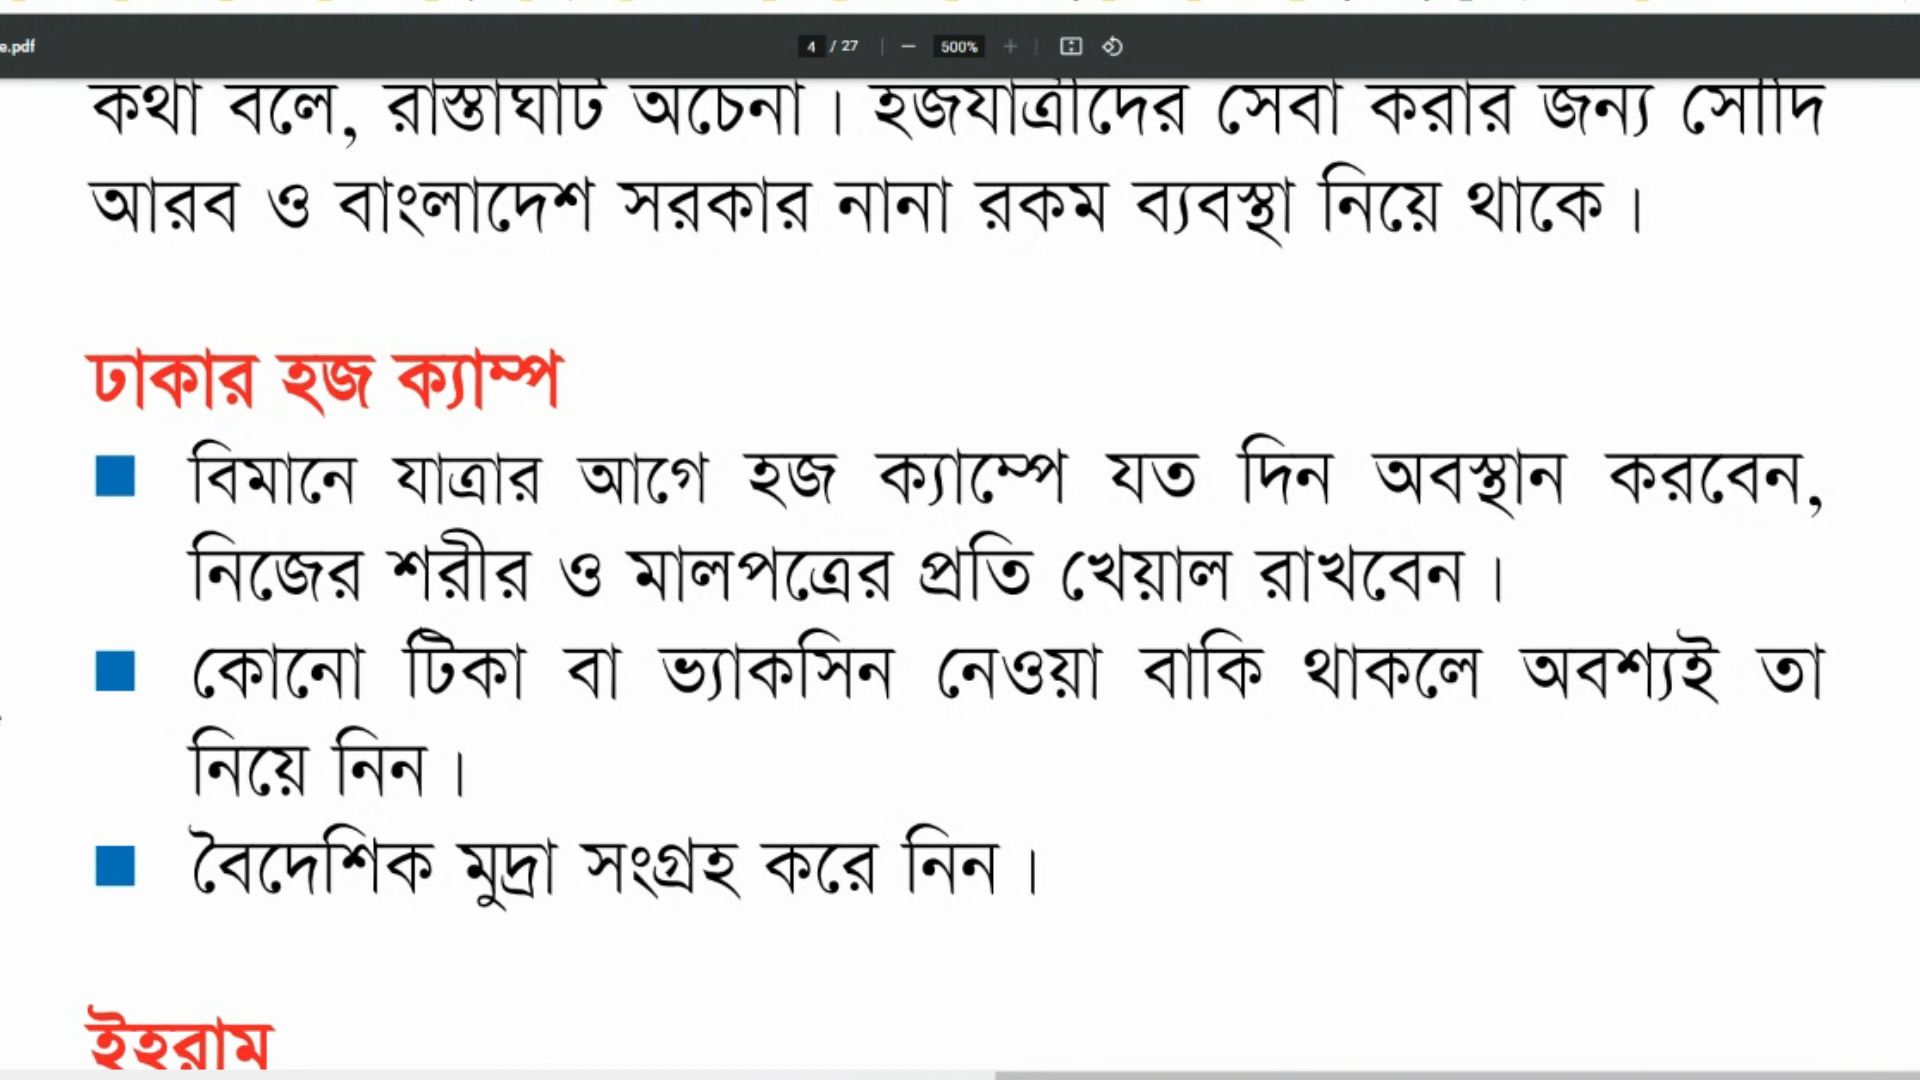 e.pdf
4 / 27 — 500% +
কথা বলে, রাস্তাঘাট অচেনা। হজযাত্রীদের সেবা করার জন্য সৌদি
আরব ও বাংলাদেশ সরকার নানা রকম ব্যবস্থা নিয়ে থাকে।
ঢাকার হজ ক্যাম্প
■ বিমানে যাত্রার আগে হজ ক্যাম্পে যত দিন অবস্থান করবেন,
নিজের শরীর ও মালপত্রের প্রতি খেয়াল রাখবেন।
■ কোনো টিকা বা ভ্যাকসিন নেওয়া বাকি থাকলে অবশ্যই তা
নিয়ে নিন।
■ বৈদেশিক মুদ্রা সংগ্রহ করে নিন।
ইহরাম